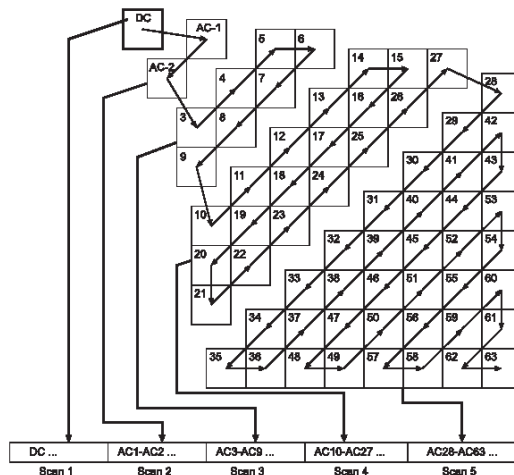 DC
AC-1
5 6
14 15 27
AC-2
4 7
28
13 16 26
3 8
29 42
12 17 25
9
30 41 43
11 18 24
31 40 44 53
10 19 23
32 39 45 52 54
20 22
33 38 46 51 55 60
21
34 37 47 50 56 59 61
35 36 48 49 57 58 62 63
DC ... AC1-AC2 ... AC3-AC9 ... AC10-AC27 ... AC28-AC63 ...
Scan 1 Scan 2 Scan 3 Scan 4 Scan 5